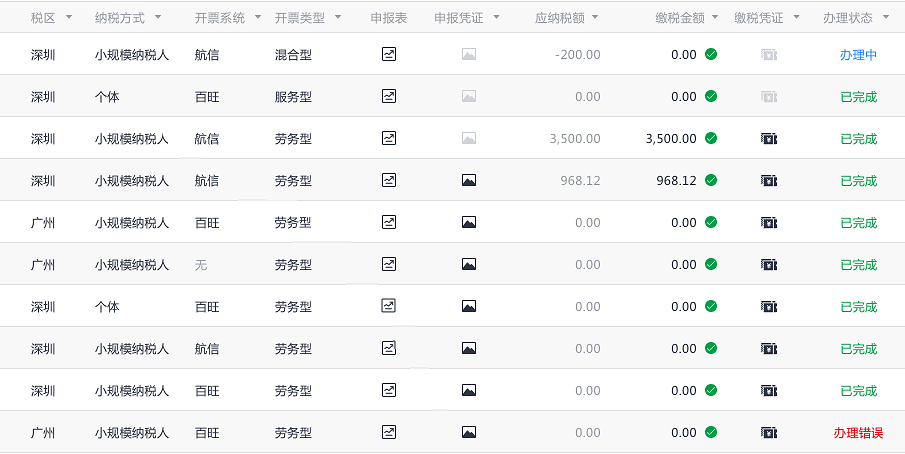 税区 纳税方式 开票系统 开票类型 申报表 申报凭证 应纳税额 缴税金额 缴税凭证 办理状态
深圳 小规模纳税人 航信 混合型 -200.00 0.00 办理中
深圳 个体 百旺 服务型 0.00 0.00 已完成
深圳 小规模纳税人 航信 劳务型 3,500.00 3,500.00 已完成
深圳 小规模纳税人 航信 劳务型 968.12 968.12 已完成
广州 小规模纳税人 百旺 劳务型 0.00 0.00 已完成
广州 小规模纳税人 无 劳务型 0.00 0.00 已完成
深圳 个体 百旺 劳务型 0.00 0.00 已完成
深圳 小规模纳税人 航信 劳务型 0.00 0.00 已完成
深圳 小规模纳税人 百旺 劳务型 0.00 0.00 已完成
广州 小规模纳税人 百旺 劳务型 0.00 0.00 办理错误